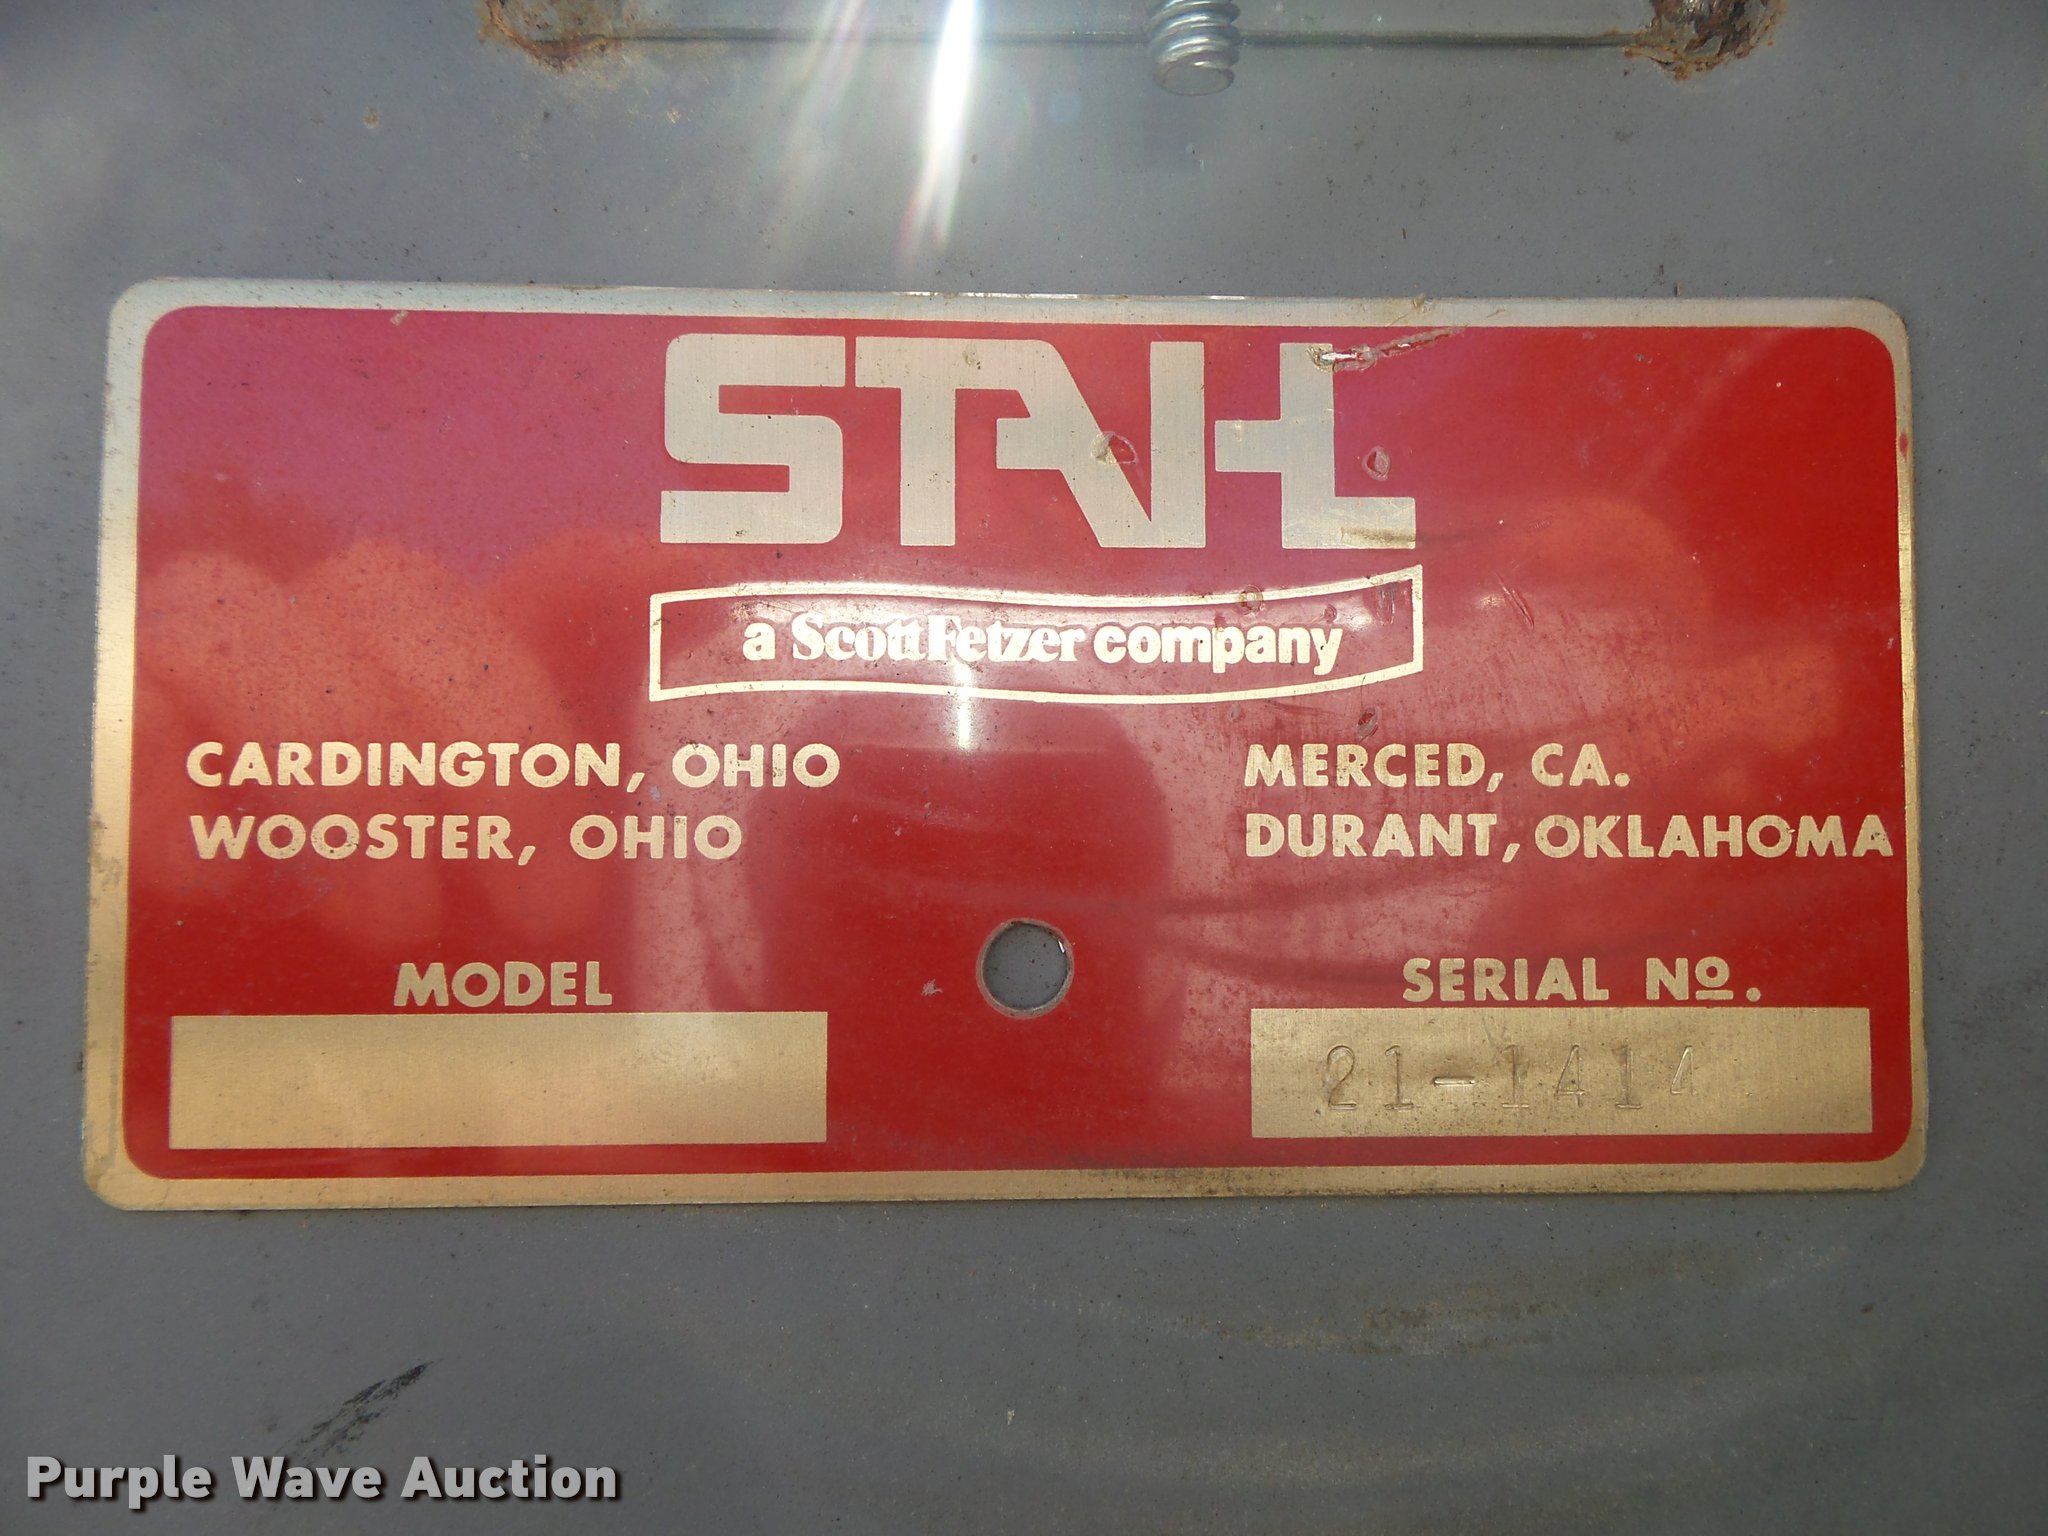 STAHL
a Scott Fetzer company
CARDINGTON, OHIO
WOOSTER, OHIO
MERCED, CA.
DURANT, OKLAHOMA
MODEL
SERIAL Nº.
21-1414
Purple Wave Auction